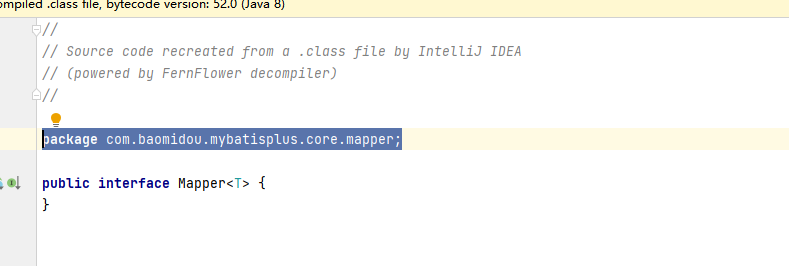 ompiled .class file, bytecode version: 52.0 (Java 8)
//
// Source code recreated from a .class file by IntelliJ IDEA
// (powered by FernFlower decompiler)
//
package com.baomidou.mybatisplus.core.mapper;
public interface Mapper<T> {
}